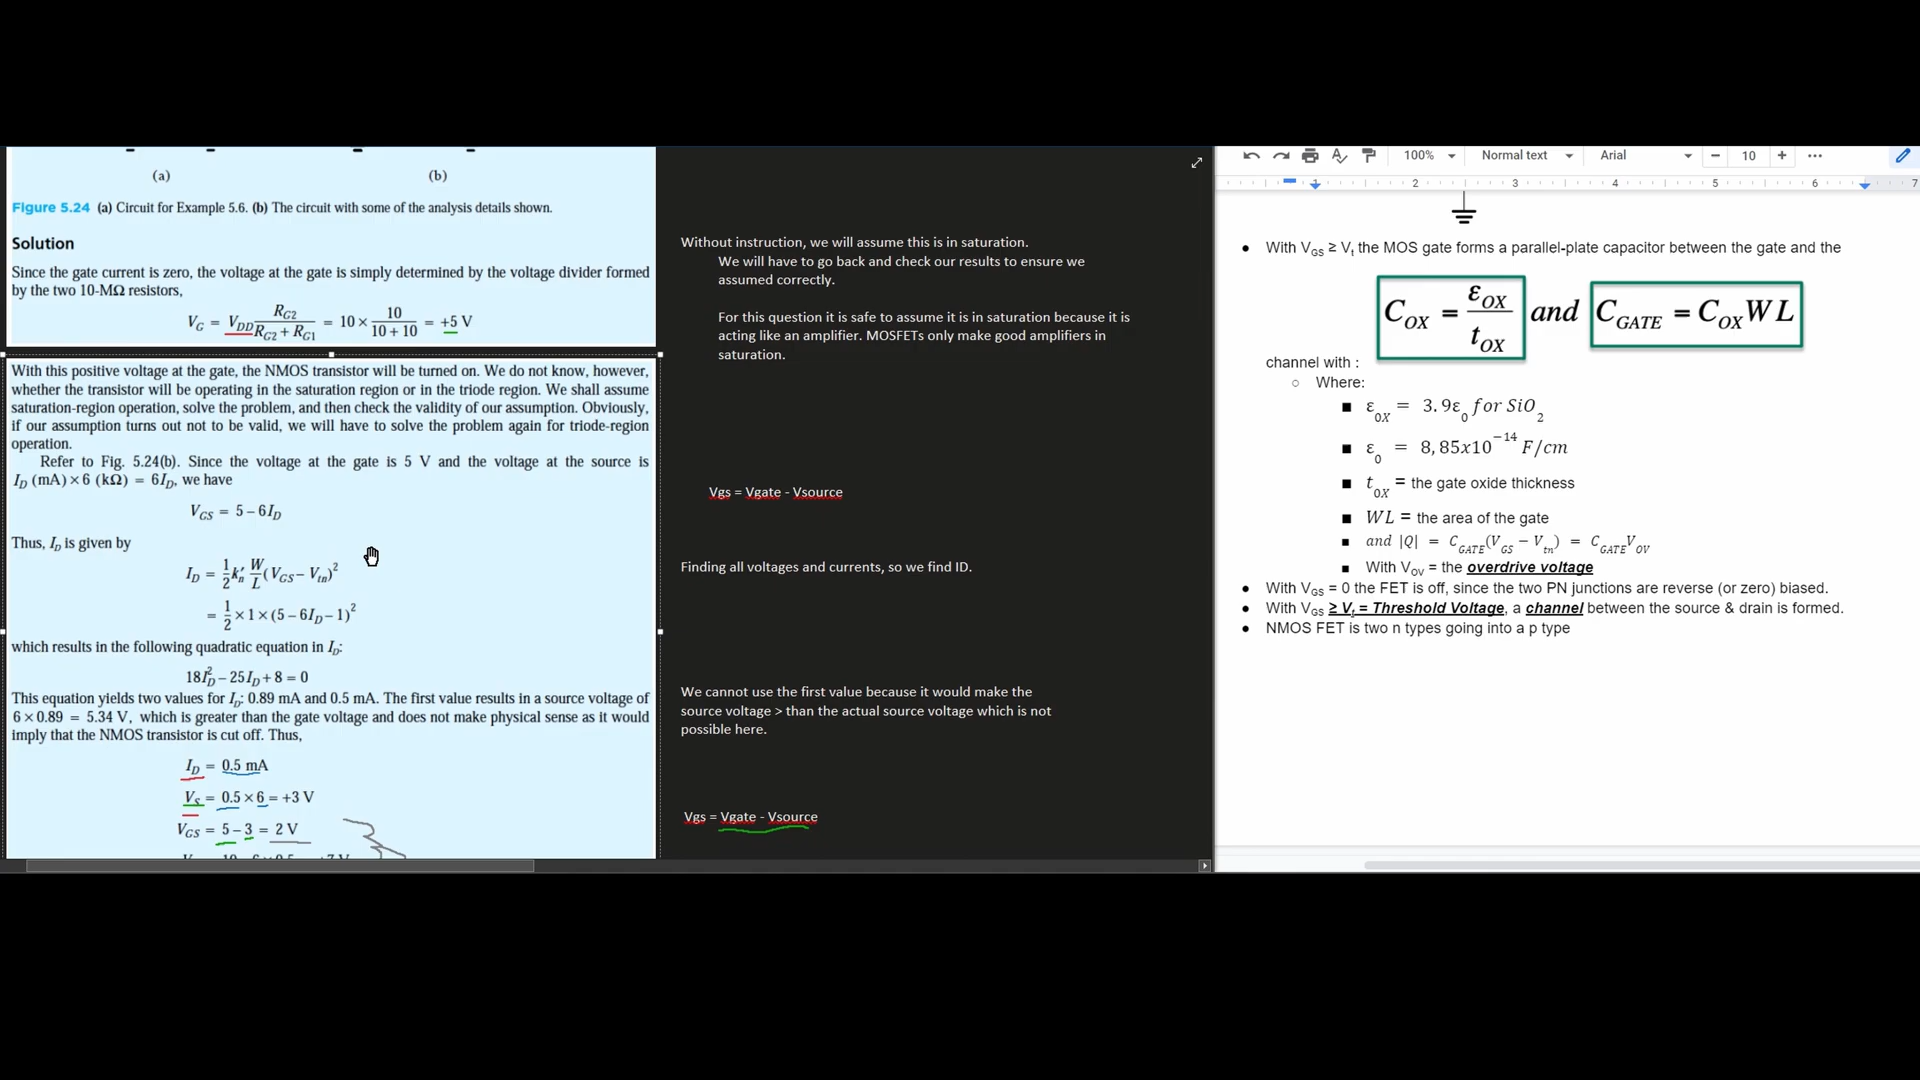 (a) (b)
Figure 5.24 (a) Circuit for Example 5.6. (b) The circuit with some of the analysis details shown.
Solution
Since the gate current is zero, the voltage at the gate is simply determined by the voltage divider formed
by the two 10-MΩ resistors,
V_G = V_DD R_G2 / (R_G2 + R_G1) = 10 × 10 / (10 + 10) = +5 V
With this positive voltage at the gate, the NMOS transistor will be turned on. We do not know, however,
whether the transistor will be operating in the saturation region or in the triode region. We shall assume
saturation-region operation, solve the problem, and then check the validity of our assumption. Obviously,
if our assumption turns out not to be valid, we will have to solve the problem again for triode-region
operation.
Refer to Fig. 5.24(b). Since the voltage at the gate is 5 V and the voltage at the source is
I_D (mA) × 6 (kΩ) = 6I_D, we have
V_GS = 5 – 6I_D
Thus, I_D is given by
I_D = 1/2 k'_n W/L (V_GS – V_tn)²
= 1/2 × 1 × (5 – 6I_D – 1)²
which results in the following quadratic equation in I_D:
18I_D² – 25I_D + 8 = 0
This equation yields two values for I_D: 0.89 mA and 0.5 mA. The first value results in a source voltage of
6 × 0.89 = 5.34 V, which is greater than the gate voltage and does not make physical sense as it would
imply that the NMOS transistor is cut off. Thus,
I_D = 0.5 mA
V_S = 0.5 × 6 = +3 V
V_GS = 5 – 3 = 2 V
Without instruction, we will assume this is in saturation.
We will have to go back and check our results to ensure we
assumed correctly.
For this question it is safe to assume it is in saturation because it is
acting like an amplifier. MOSFETs only make good amplifiers in
saturation.
Vgs = Vgate - Vsource
Finding all voltages and currents, so we find ID.
We cannot use the first value because it would make the
source voltage > than the actual source voltage which is not
possible here.
Vgs = Vgate - Vsource
100% Normal text Arial – 10 +
1 2 3 4 5 6 7
● With V_GS ≥ V_t the MOS gate forms a parallel-plate capacitor between the gate and the
C_OX = ε_OX / t_OX and C_GATE = C_OX W L
channel with :
○ Where:
■ ε_0X = 3.9ε_0 for SiO_2
■ ε_0 = 8,85x10^−14 F/cm
■ t_0X = the gate oxide thickness
■ WL = the area of the gate
■ and |Q| = C_GATE(V_GS − V_tn) = C_GATE V_OV
■ With V_OV = the overdrive voltage
● With V_GS = 0 the FET is off, since the two PN junctions are reverse (or zero) biased.
● With V_GS ≥ V_t = Threshold Voltage, a channel between the source & drain is formed.
● NMOS FET is two n types going into a p type